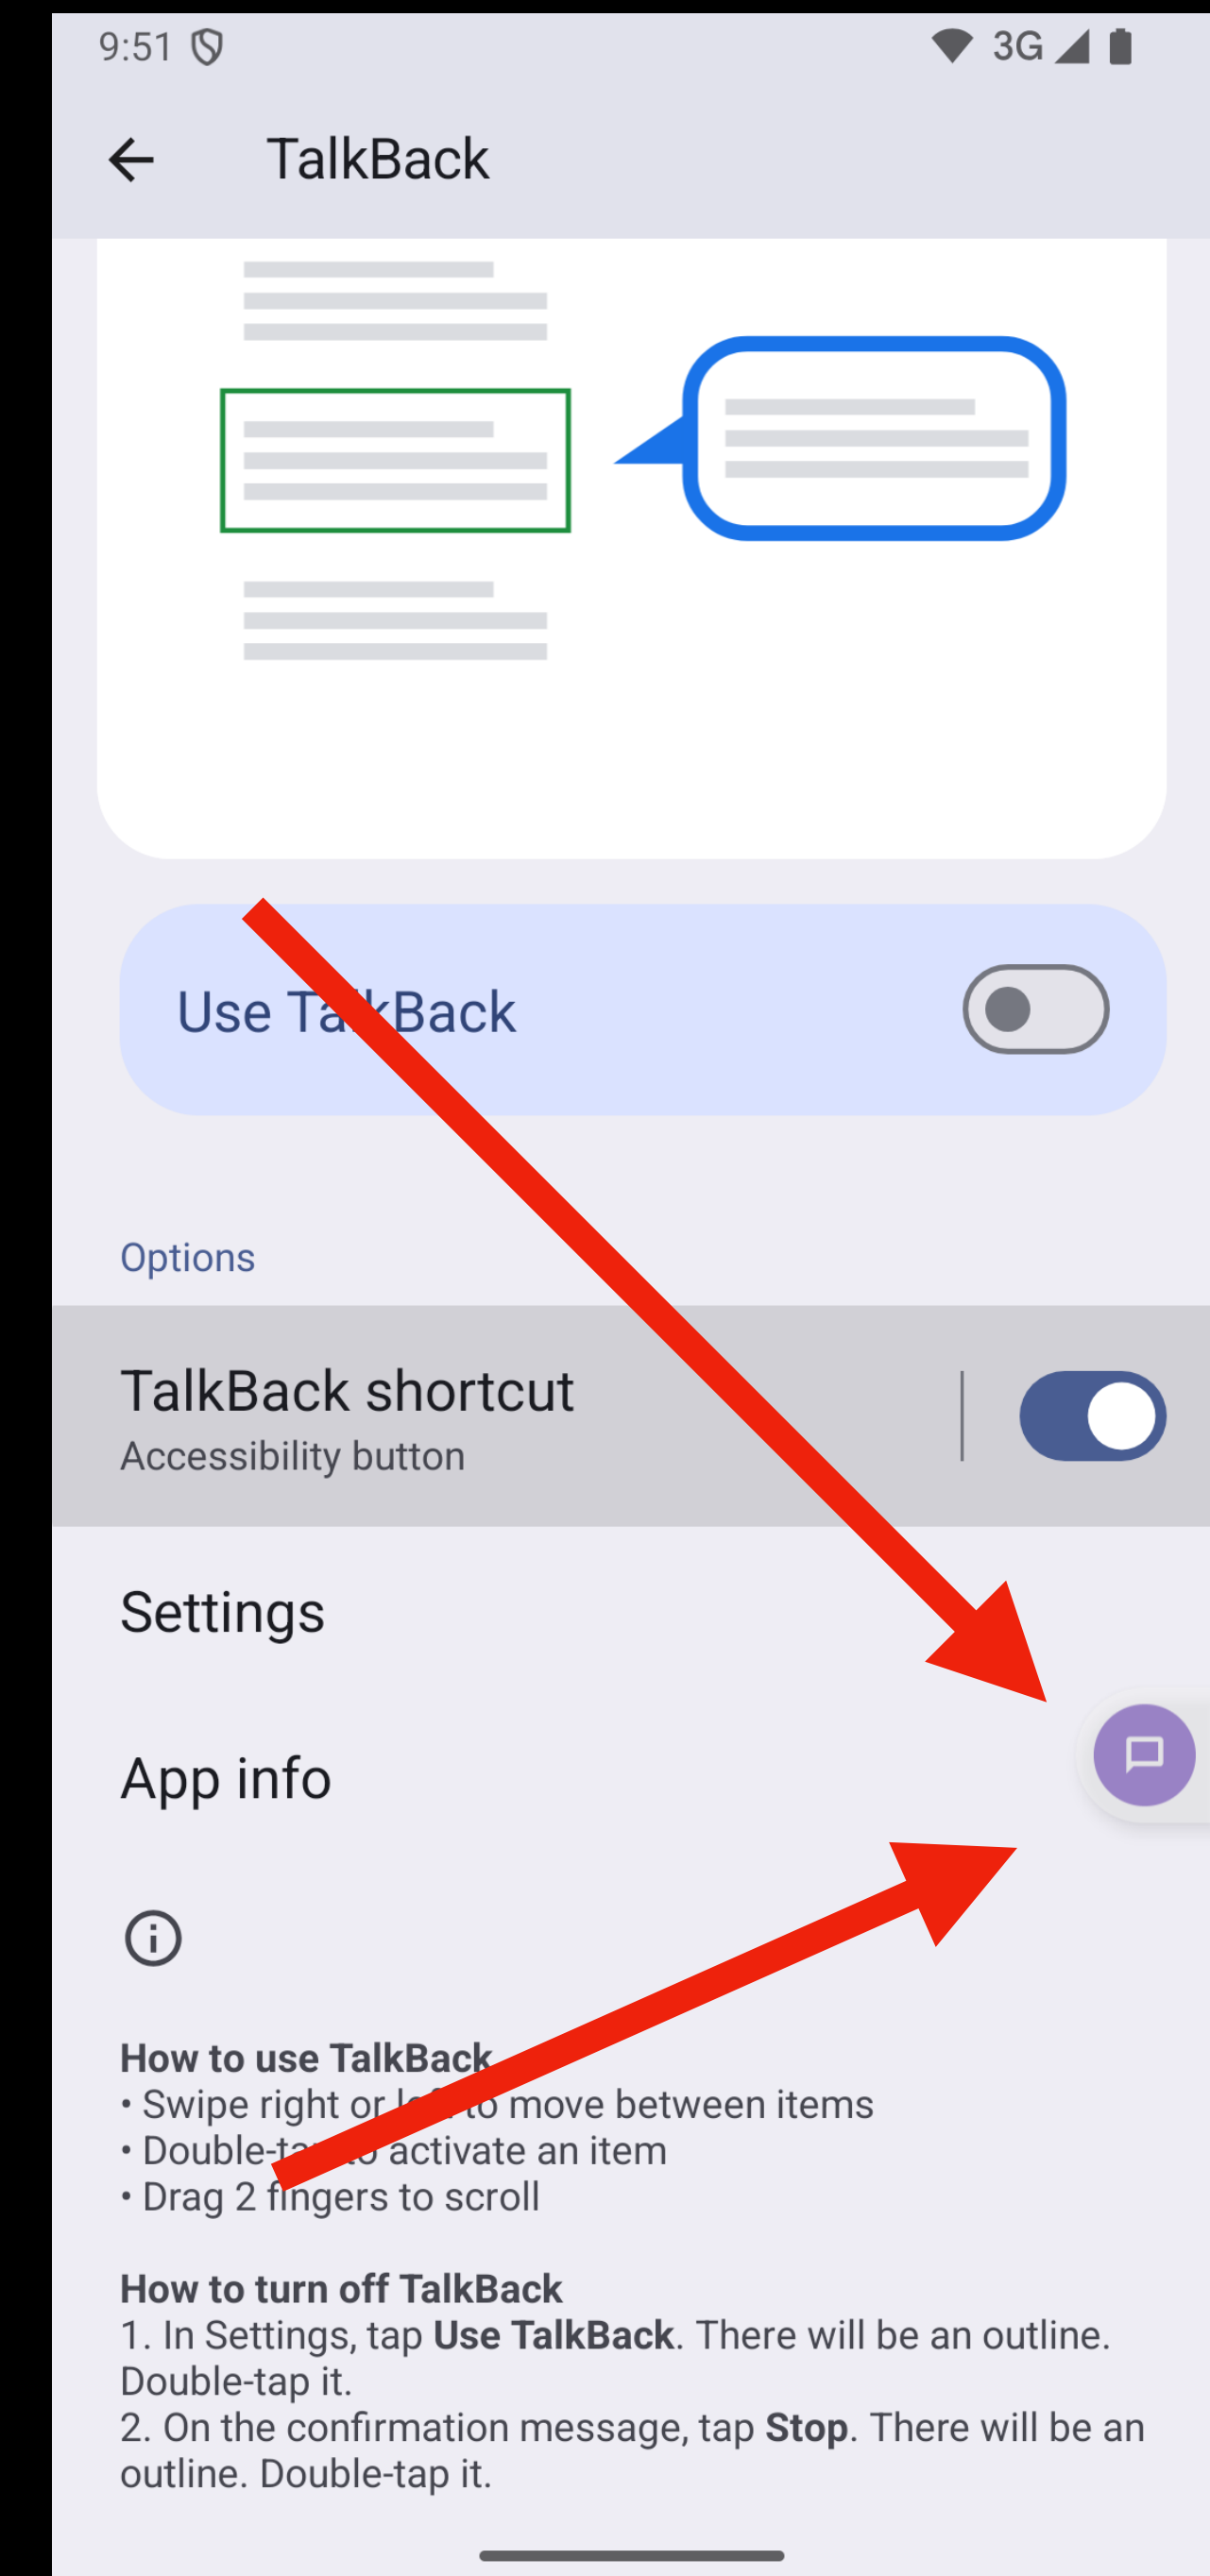 9:51
3G
TalkBack
Use TalkBack
Options
TalkBack shortcut
Accessibility button
Settings
App info
How to use TalkBack
• Swipe right or left to move between items
• Double-tap to activate an item
• Drag 2 fingers to scroll
How to turn off TalkBack
1. In Settings, tap Use TalkBack. There will be an outline.
Double-tap it.
2. On the confirmation message, tap Stop. There will be an
outline. Double-tap it.